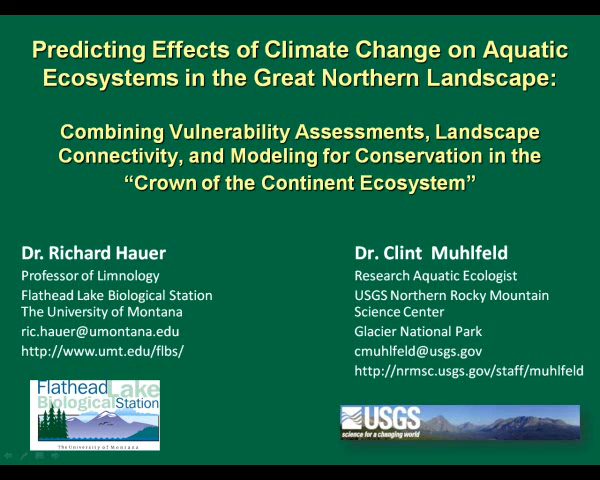 Predicting Effects of Climate Change on Aquatic
Ecosystems in the Great Northern Landscape:
Combining Vulnerability Assessments, Landscape
Connectivity, and Modeling for Conservation in the
“Crown of the Continent Ecosystem”
Dr. Richard Hauer
Professor of Limnology
Flathead Lake Biological Station
The University of Montana
ric.hauer@umontana.edu
http://www.umt.edu/flbs/
Dr. Clint Muhlfeld
Research Aquatic Ecologist
USGS Northern Rocky Mountain
Science Center
Glacier National Park
cmuhlfeld@usgs.gov
http://nrmsc.usgs.gov/staff/muhlfeld
Flathead Lake
Biological Station
The University of Montana
USGS
science for a changing world